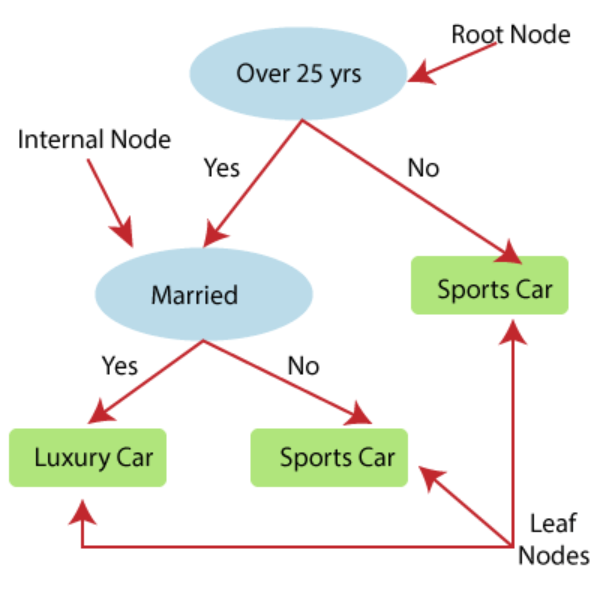 Root Node
Over 25 yrs
Internal Node
Yes
No
Sports Car
Married
Yes
No
Luxury Car
Sports Car
Leaf
Nodes